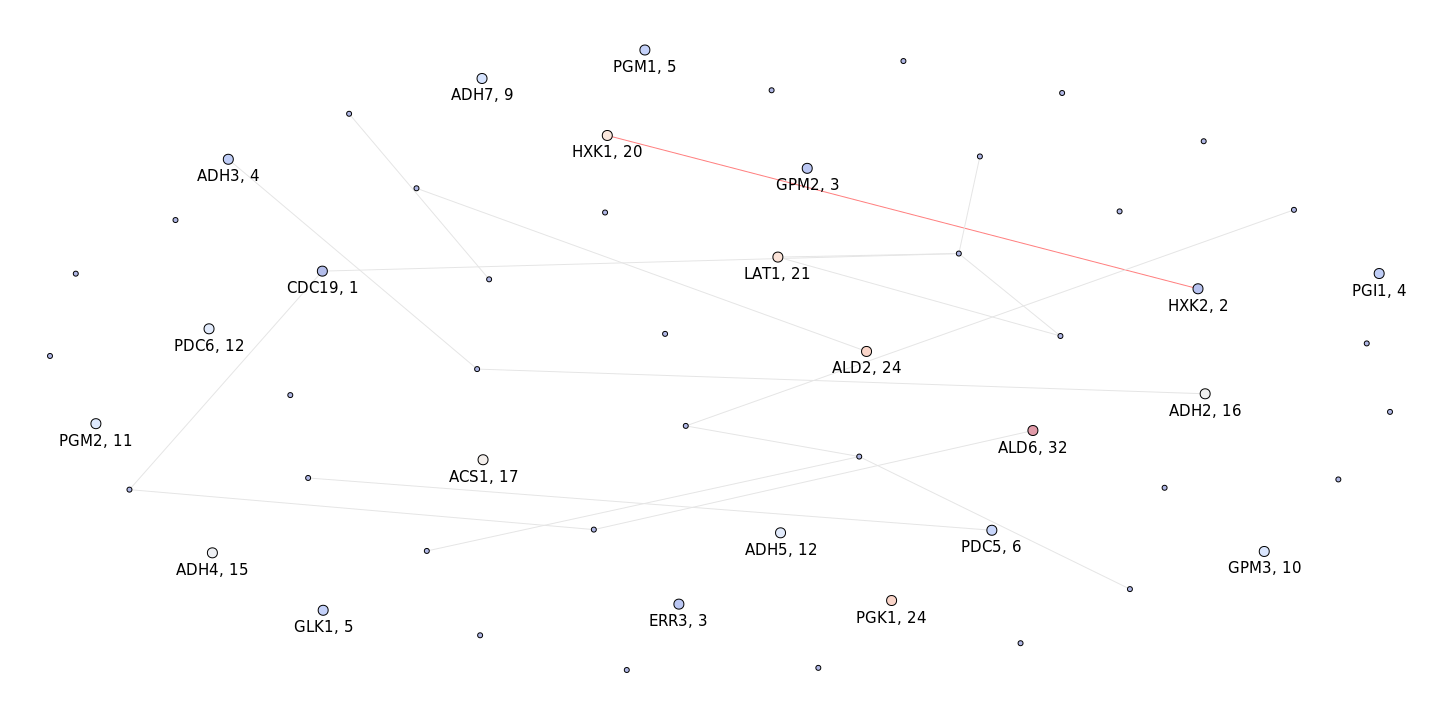 PGM1, 5
ADH7, 9
HXK1, 20
ADH3, 4
GPM2, 3
LAT1, 21
CDC19, 1
PGI1, 4
HXK2, 2
PDC6, 12
ALD2, 24
ADH2, 16
PGM2, 11
ALD6, 32
ACS1, 17
PDC5, 6
ADH5, 12
GPM3, 10
ADH4, 15
PGK1, 24
ERR3, 3
GLK1, 5